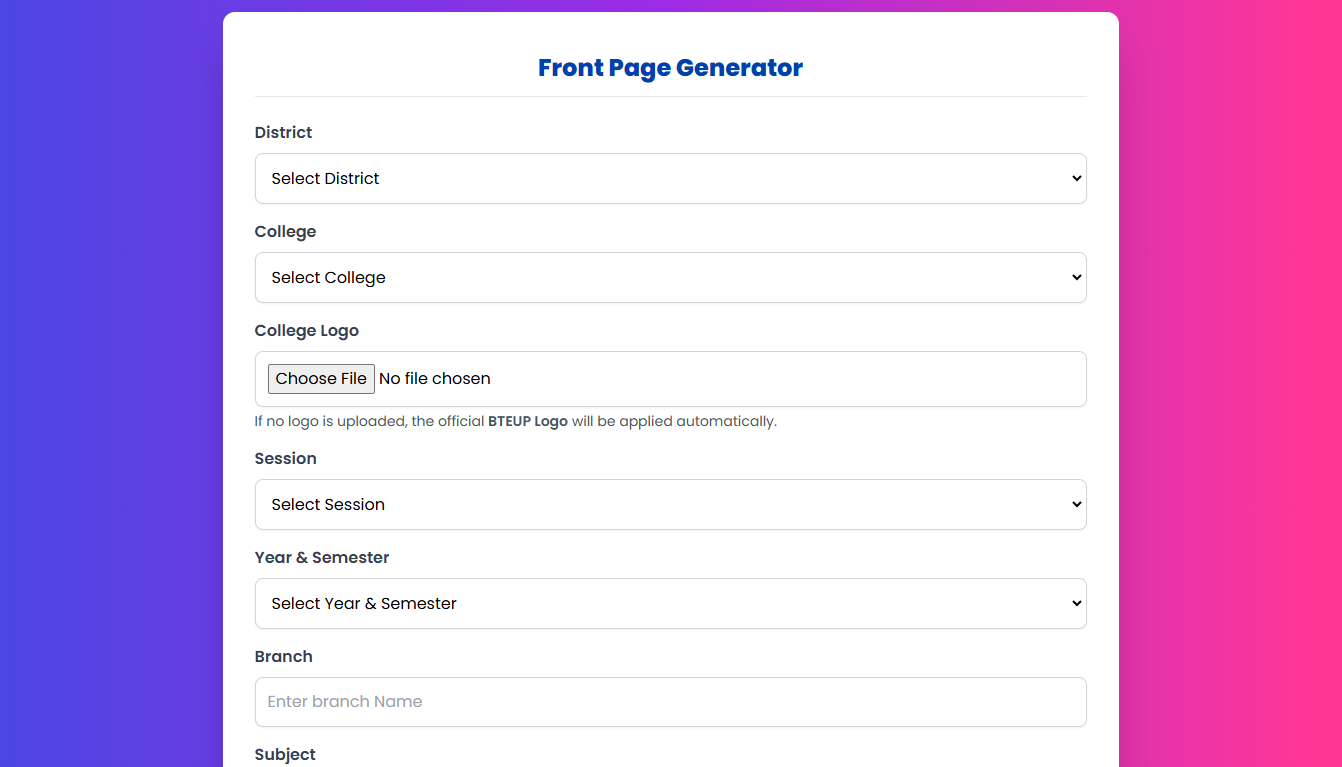 Front Page Generator
District
Select District
College
Select College
College Logo
Choose File No file chosen
If no logo is uploaded, the official BTEUP Logo will be applied automatically.
Session
Select Session
Year & Semester
Select Year & Semester
Branch
Enter branch Name
Subject